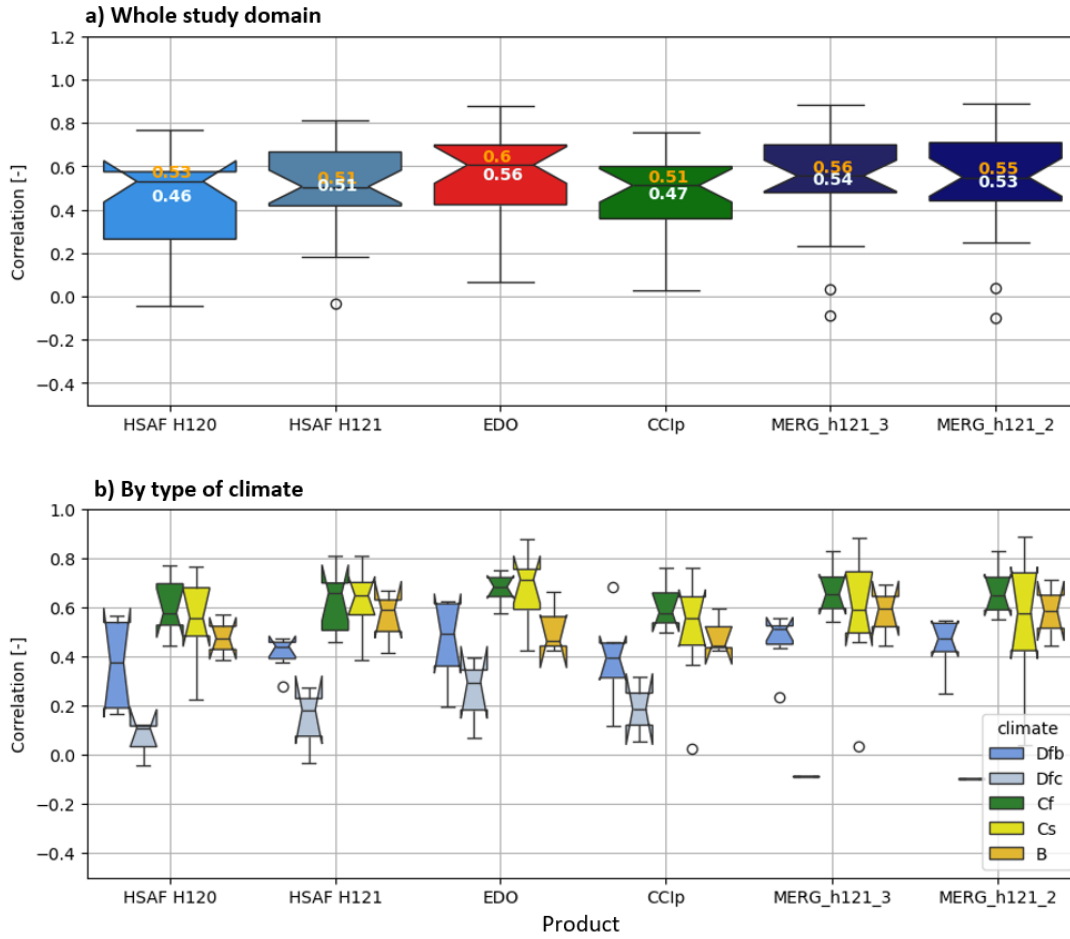 a) Whole study domain
1.2
1.0
0.8
0.6
0.4
0.2
0.0
−0.2
−0.4
Correlation [-]
0.53
0.46
0.51
0.51
0.6
0.56
0.51
0.47
0.56
0.54
0.55
0.53
HSAF H120 HSAF H121 EDO CCIp MERG_h121_3 MERG_h121_2
b) By type of climate
1.0
0.8
0.6
0.4
0.2
0.0
−0.2
−0.4
Correlation [-]
climate
Dfb
Dfc
Cf
Cs
B
HSAF H120 HSAF H121 EDO CCIp MERG_h121_3 MERG_h121_2
Product